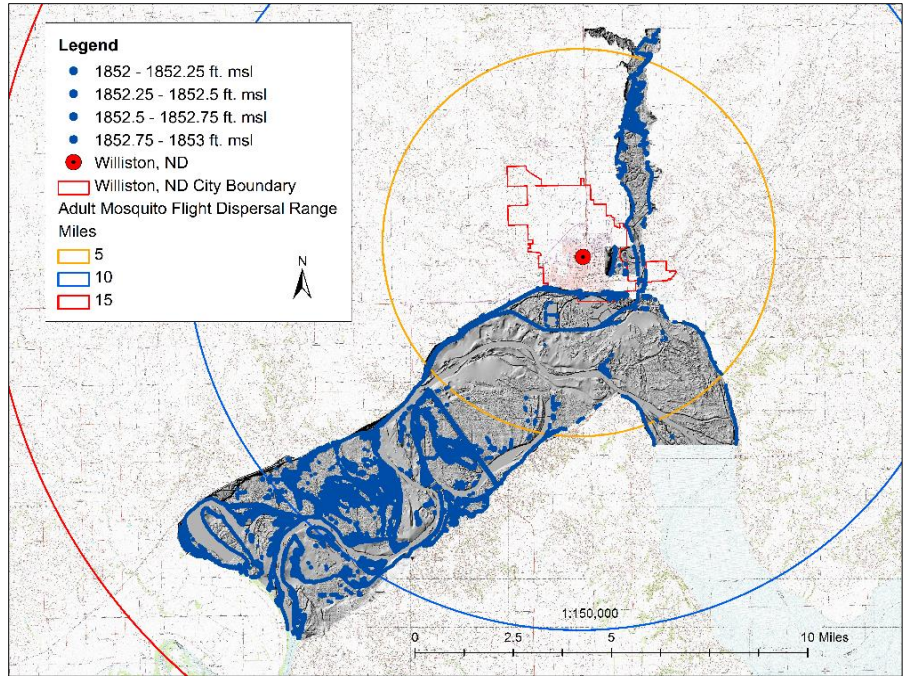 Legend
1852 - 1852.25 ft. msl
1852.25 - 1852.5 ft. msl
1852.5 - 1852.75 ft. msl
1852.75 - 1853 ft. msl
Williston, ND
Williston, ND City Boundary
Adult Mosquito Flight Dispersal Range
Miles
5
10
15
N
1:150,000
0 2.5 5 10 Miles